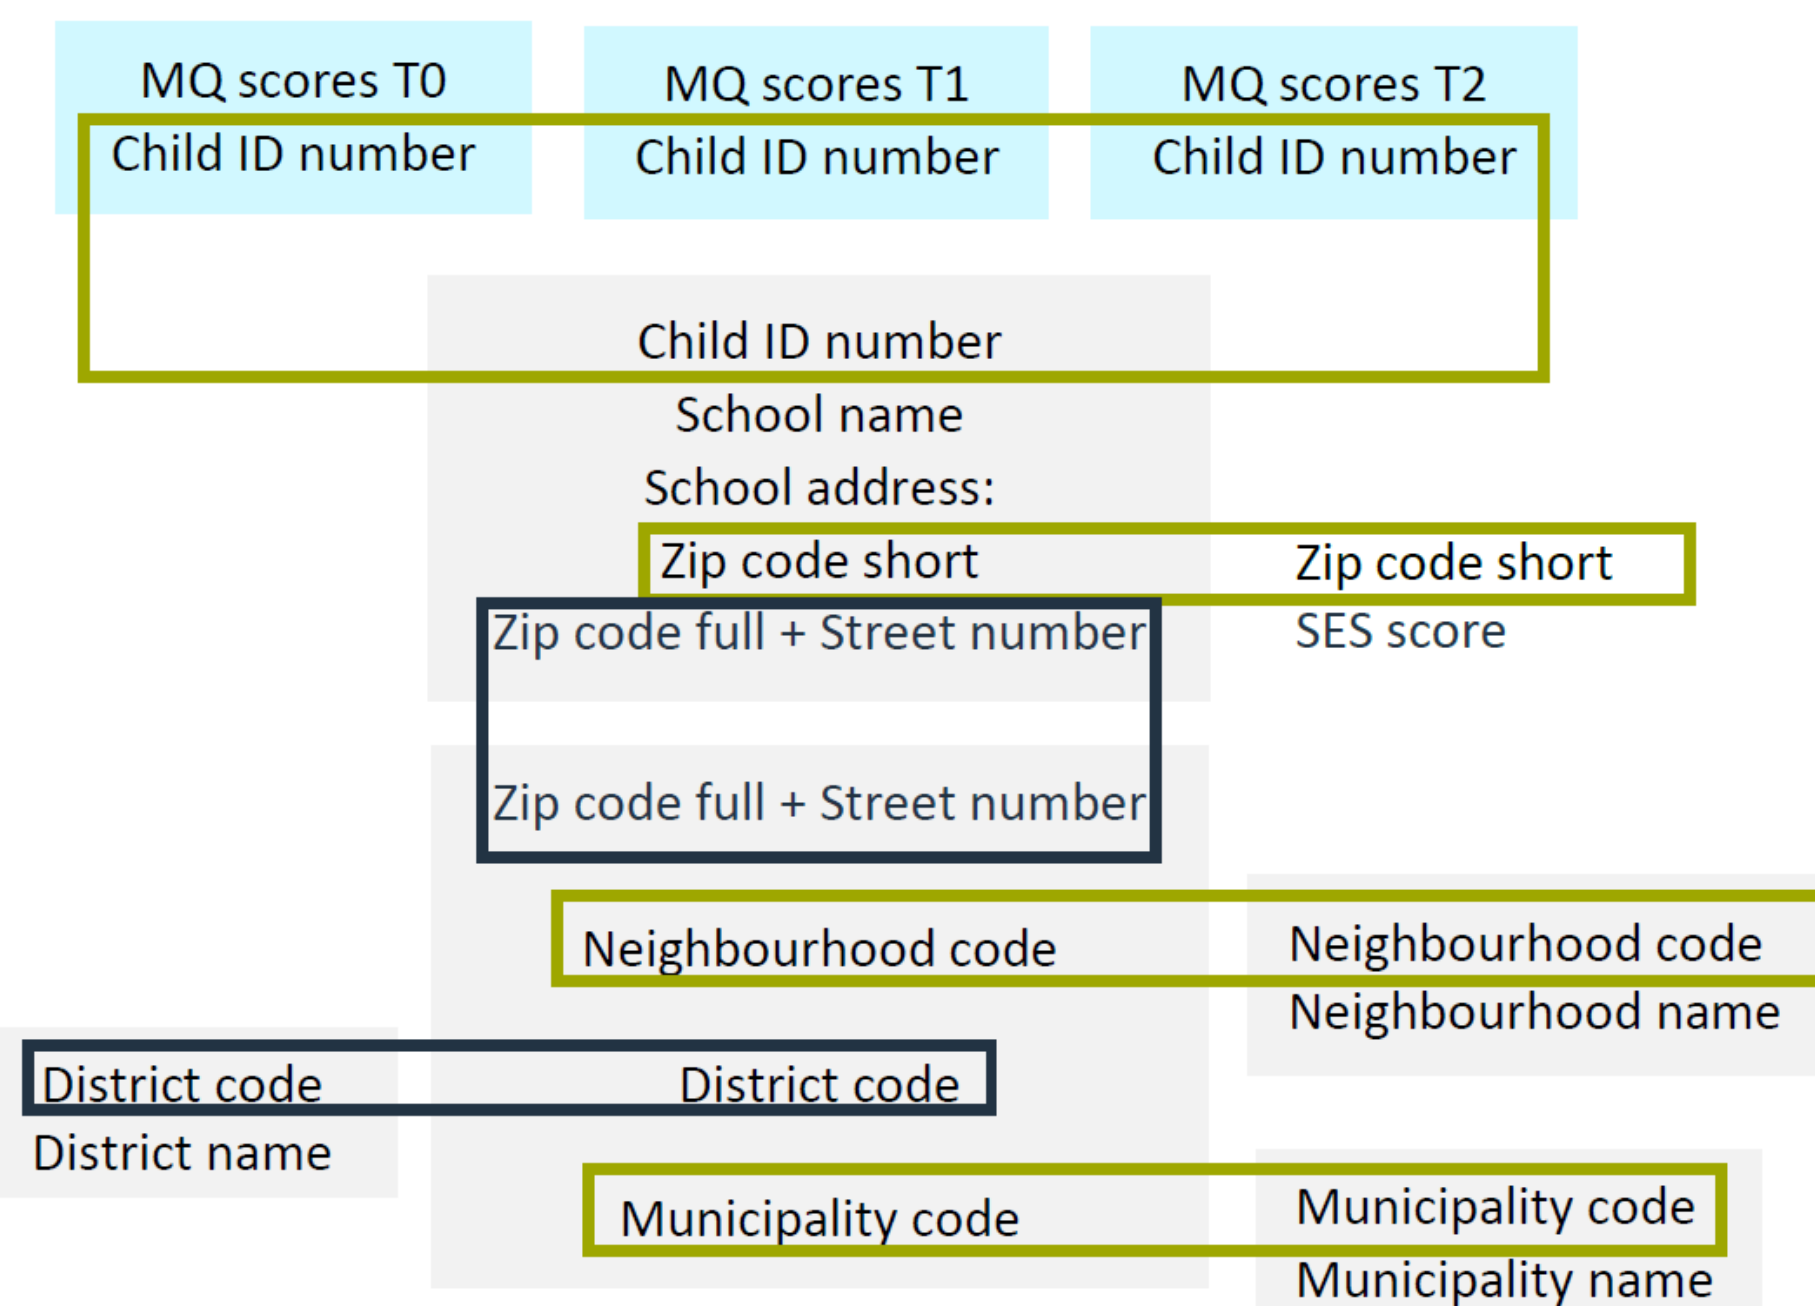 MQ scores T0
Child ID number
MQ scores T1
Child ID number
MQ scores T2
Child ID number
Child ID number
School name
School address:
Zip code short
Zip code full + Street number
Zip code short
SES score
Zip code full + Street number
Neighbourhood code
District code
Municipality code
Neighbourhood code
Neighbourhood name
District code
District name
Municipality code
Municipality name